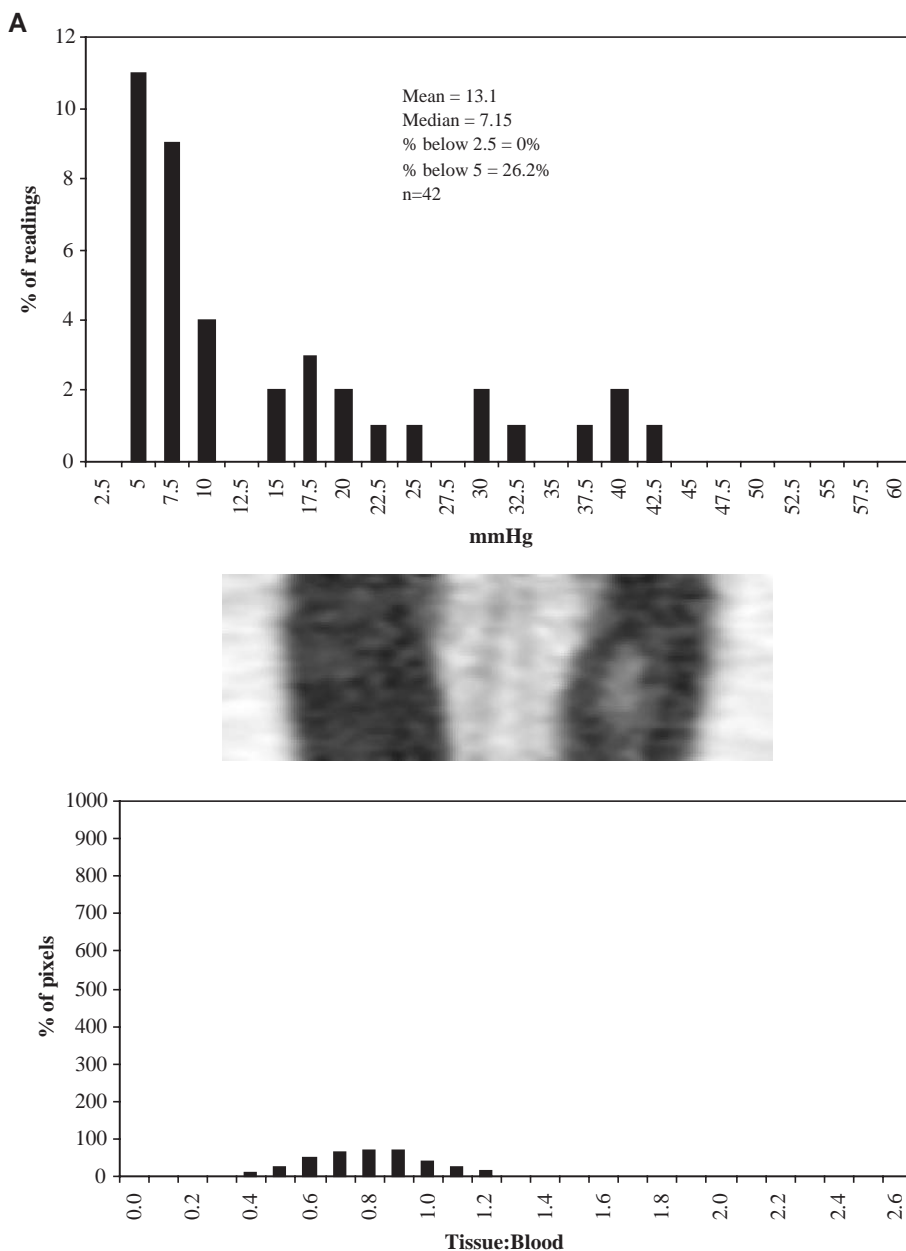 A
12
10
8
6
4
2
0
% of readings
Mean = 13.1
Median = 7.15
% below 2.5 = 0%
% below 5 = 26.2%
n=42
2.5 5 7.5 10 12.5 15 17.5 20 22.5 25 27.5 30 32.5 35 37.5 40 42.5 45 47.5 50 52.5 55 57.5 60
mmHg
1000
900
800
700
600
500
400
300
200
100
0
% of pixels
0.0 0.2 0.4 0.6 0.8 1.0 1.2 1.4 1.6 1.8 2.0 2.2 2.4 2.6
Tissue:Blood